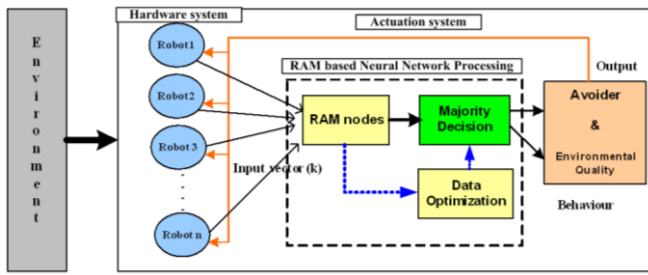 Hardware system
Actuation system
Environment
Robot1
Robot2
Robot 3
Robot n
Input vector (k)
RAM based Neural Network Processing
RAM nodes
Majority
Decision
Data
Optimization
Output
Avoider
&
Environmental
Quality
Behaviour